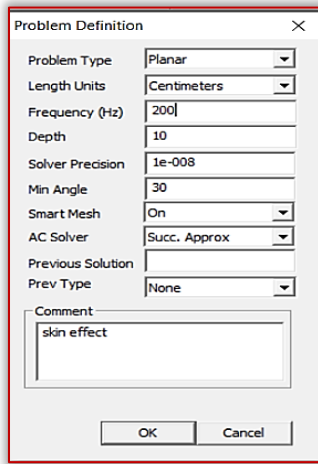 Problem Definition
Problem Type Planar
Length Units Centimeters
Frequency (Hz) 200
Depth 10
Solver Precision 1e-008
Min Angle 30
Smart Mesh On
AC Solver Succ. Approx
Previous Solution
Prev Type None
Comment
skin effect
OK Cancel